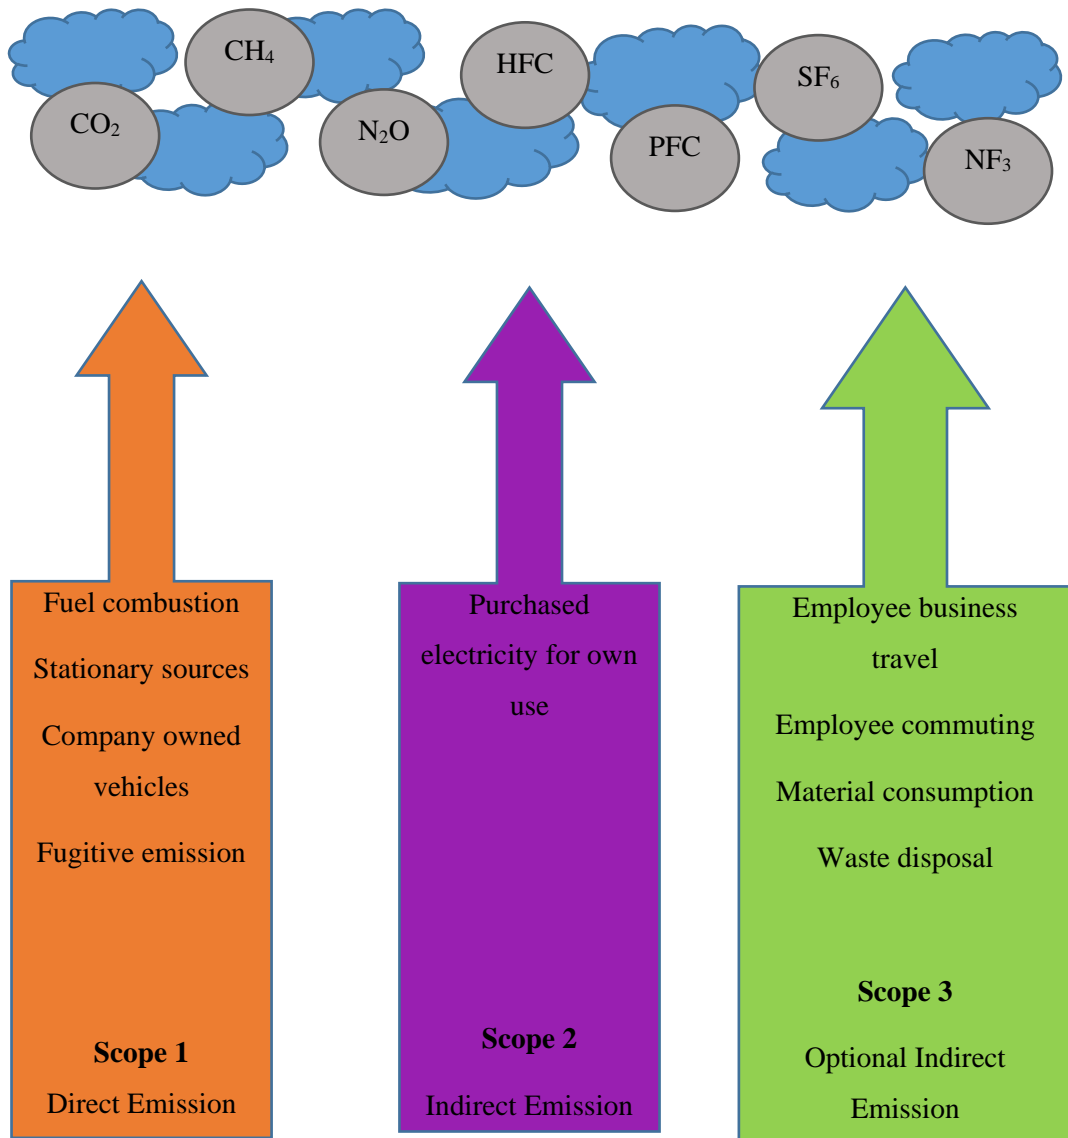 CO₂
CH₄
N₂O
HFC
PFC
SF₆
NF₃
Fuel combustion
Stationary sources
Company owned
vehicles
Fugitive emission
Scope 1
Direct Emission
Purchased
electricity for own
use
Scope 2
Indirect Emission
Employee business
travel
Employee commuting
Material consumption
Waste disposal
Scope 3
Optional Indirect
Emission